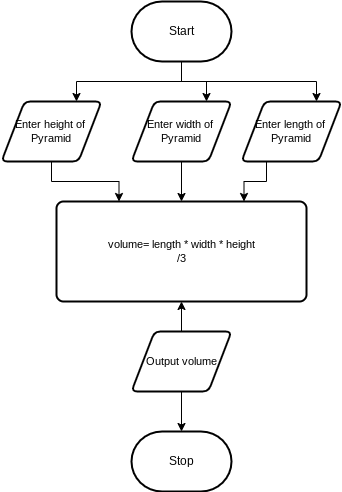 Start
Enter height of
Pyramid
Enter width of
Pyramid
Enter length of
Pyramid
volume= length * width * height
/3
Output volume
Stop